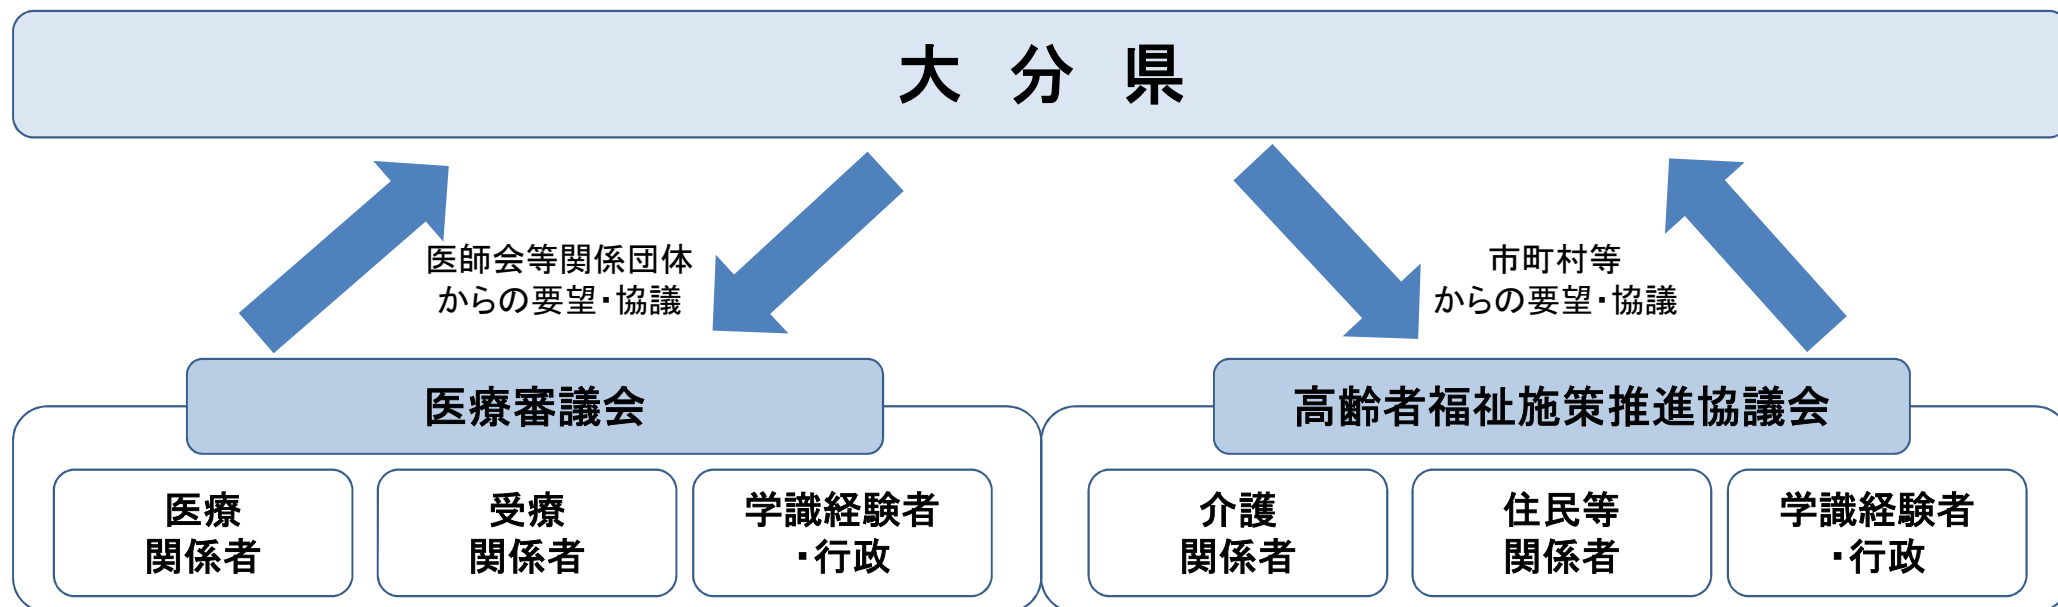 大 分 県
医師会等関係団体
からの要望・協議
市町村等
からの要望・協議
医療審議会
高齢者福祉施策推進協議会
医療
関係者
受療
関係者
学識経験者
・行政
介護
関係者
住民等
関係者
学識経験者
・行政